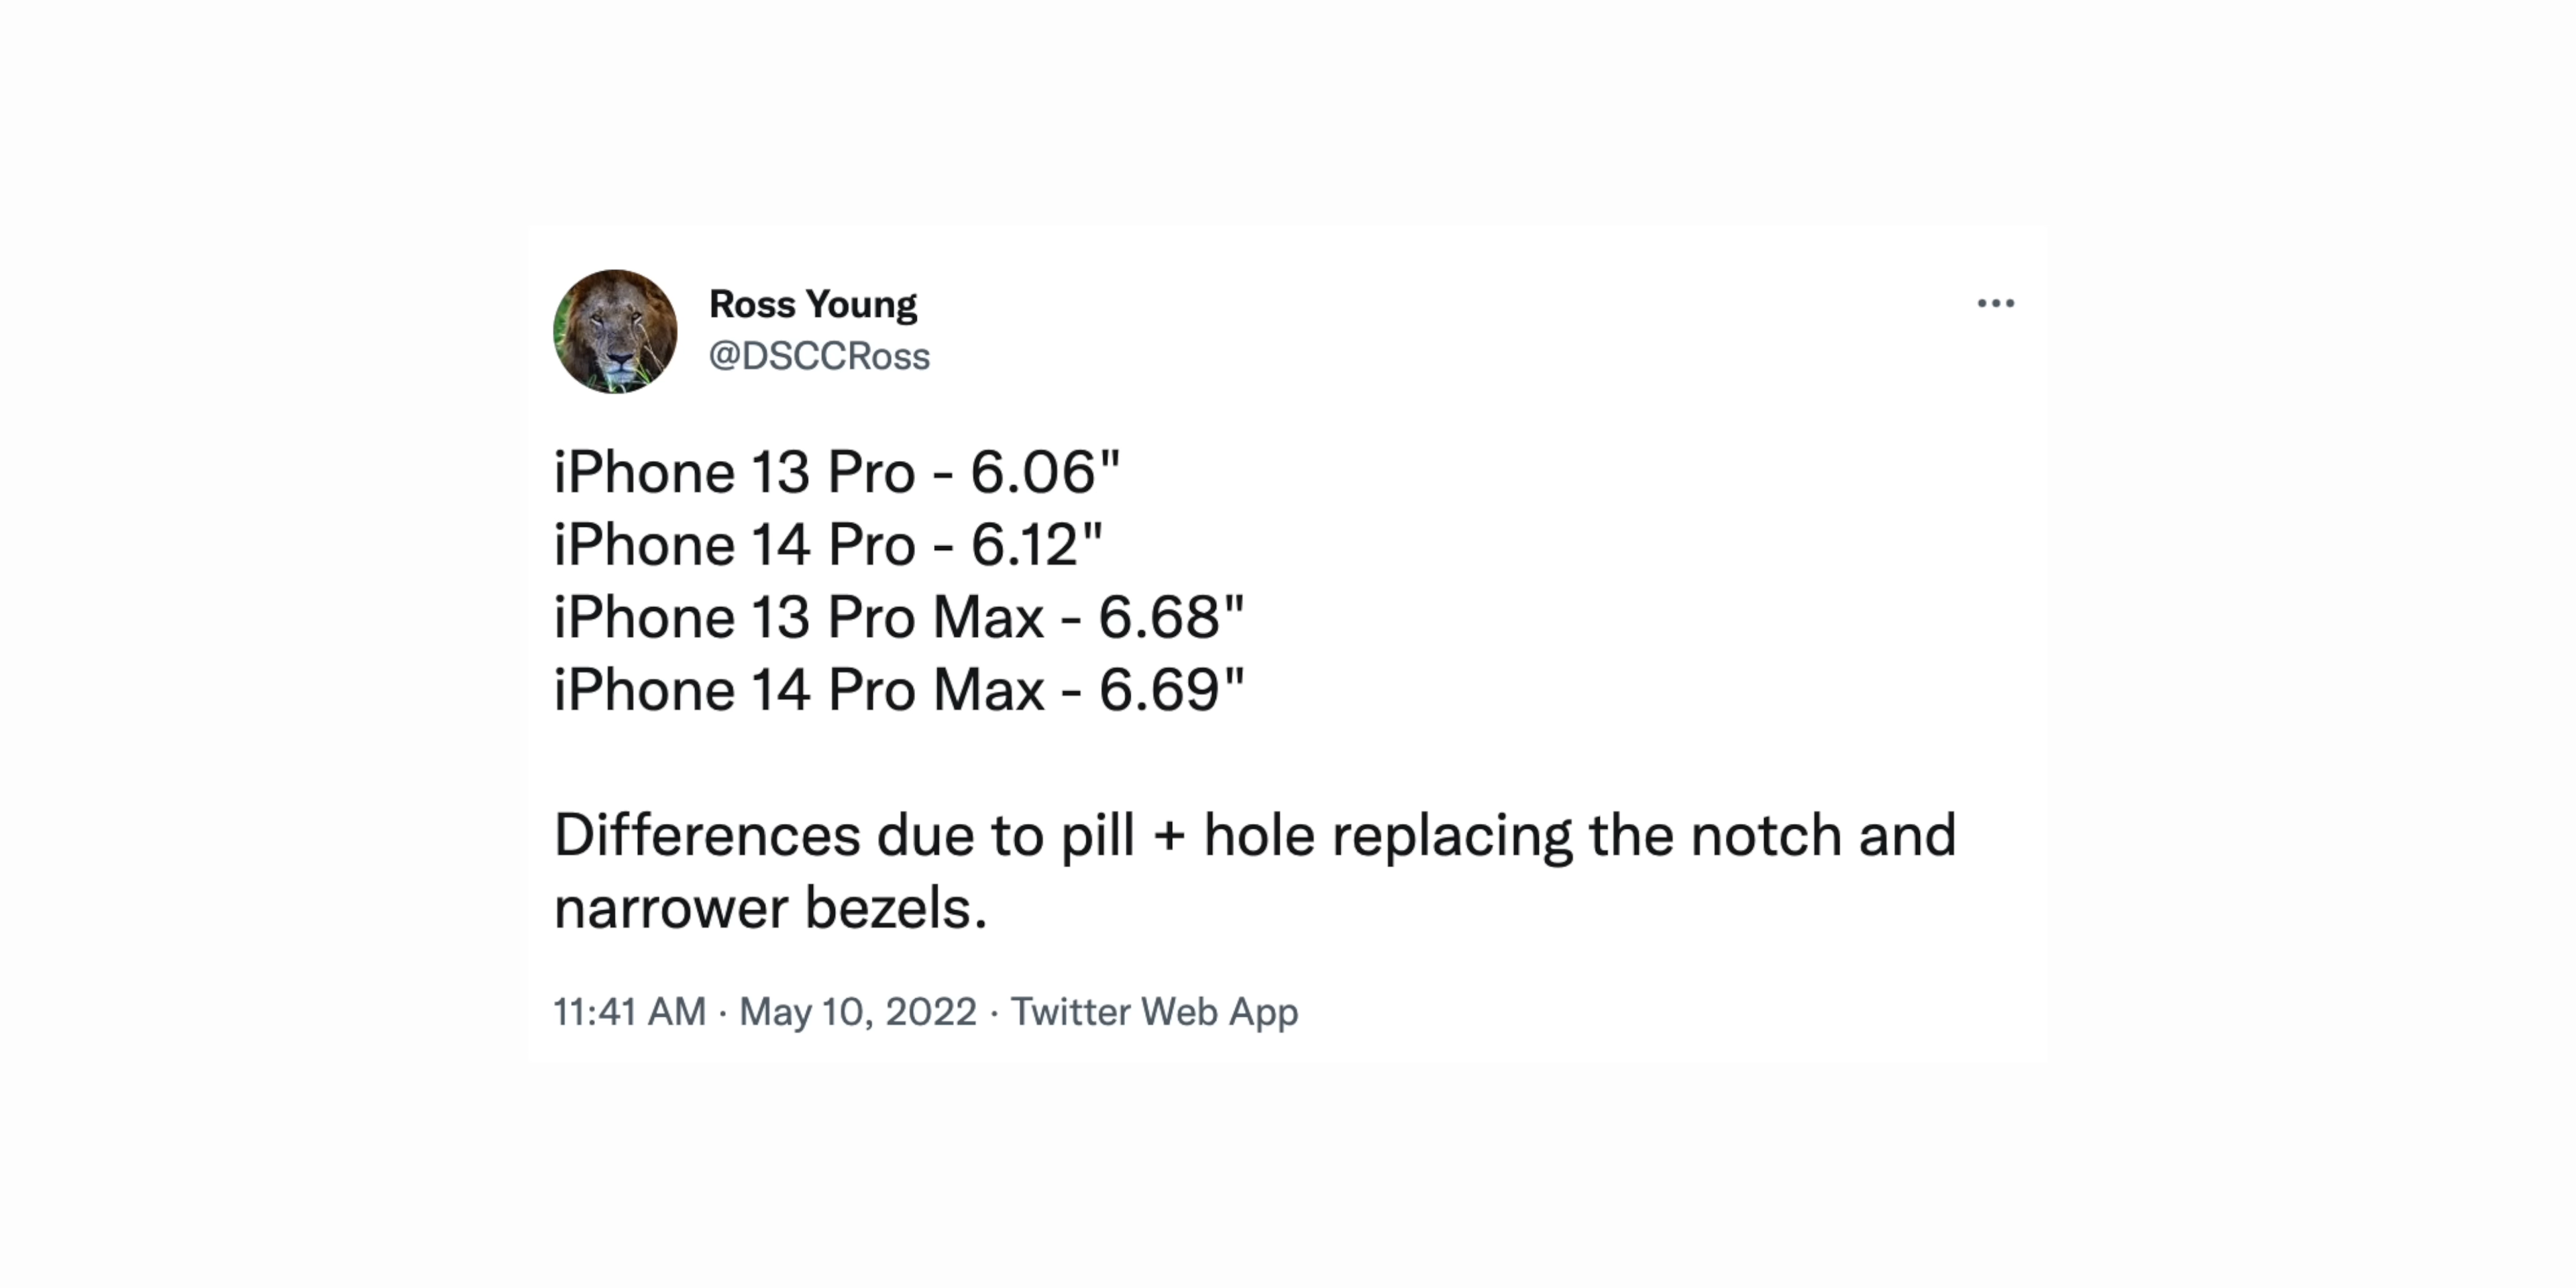 Ross Young
@DSCCRoss
iPhone 13 Pro - 6.06"
iPhone 14 Pro - 6.12"
iPhone 13 Pro Max - 6.68"
iPhone 14 Pro Max - 6.69"
Differences due to pill + hole replacing the notch and
narrower bezels.
11:41 AM · May 10, 2022 · Twitter Web App